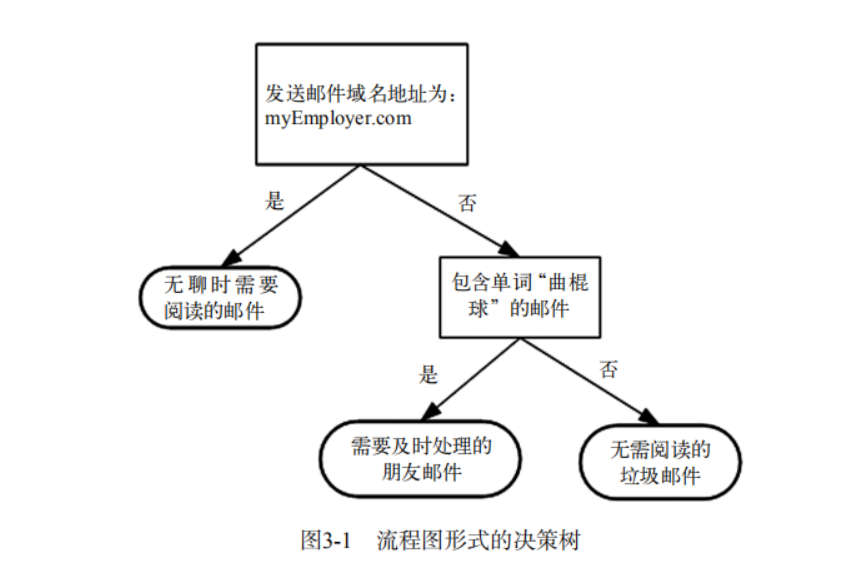 发送邮件域名地址为：
myEmployer.com
是
否
无聊时需要
阅读的邮件
包含单词“曲棍
球”的邮件
是
否
需要及时处理的
朋友邮件
无需阅读的
垃圾邮件
图3-1 流程图形式的决策树